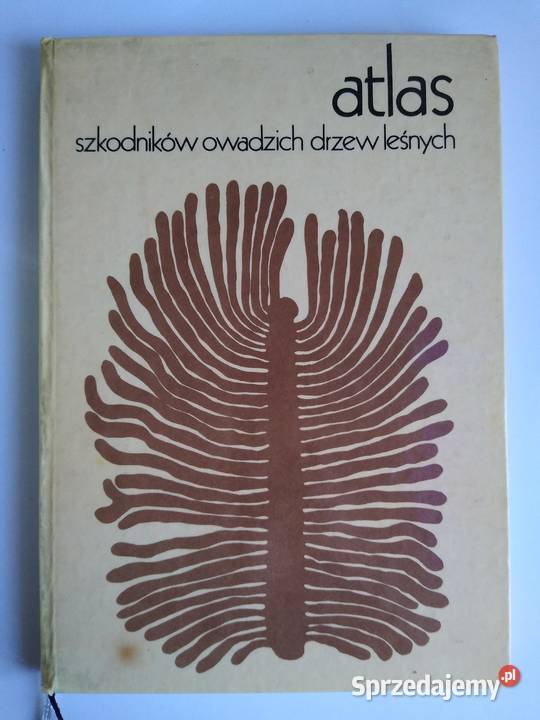 atlas
szkodników owadzich drzew leśnych
Sprzedajemy.pl